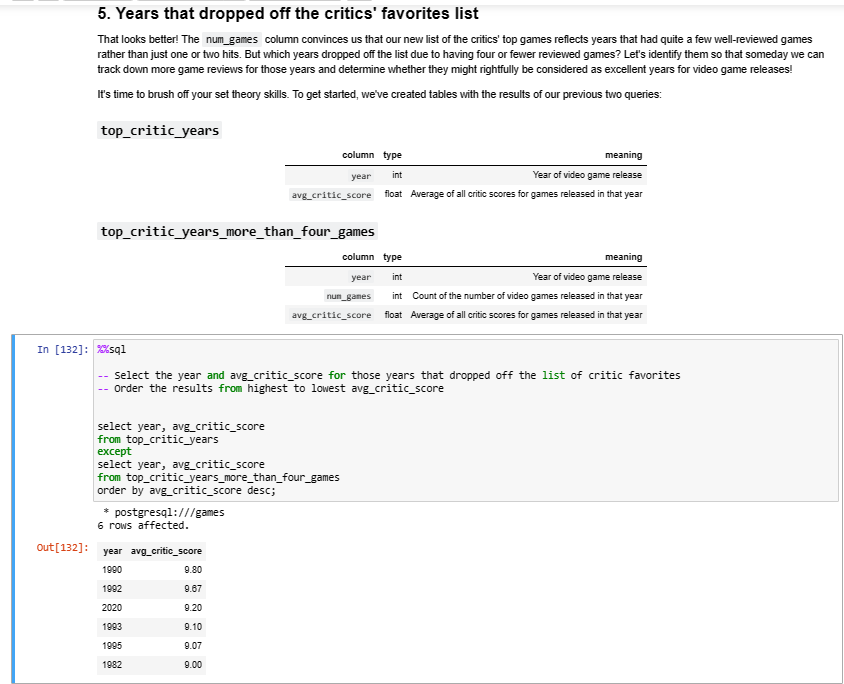 5. Years that dropped off the critics' favorites list
That looks better! The num_games column convinces us that our new list of the critics' top games reflects years that had quite a few well-reviewed games
rather than just one or two hits. But which years dropped off the list due to having four or fewer reviewed games? Let's identify them so that someday we can
track down more game reviews for those years and determine whether they might rightfully be considered as excellent years for video game releases!
It's time to brush off your set theory skills. To get started, we've created tables with the results of our previous two queries:
top_critic_years
column type meaning
year int Year of video game release
avg_critic_score float Average of all critic scores for games released in that year
top_critic_years_more_than_four_games
column type meaning
year int Year of video game release
num_games int Count of the number of video games released in that year
avg_critic_score float Average of all critic scores for games released in that year
In [132]: %%sql
-- Select the year and avg_critic_score for those years that dropped off the list of critic favorites
-- Order the results from highest to lowest avg_critic_score
select year, avg_critic_score
from top_critic_years
except
select year, avg_critic_score
from top_critic_years_more_than_four_games
order by avg_critic_score desc;
* postgresql:///games
6 rows affected.
Out[132]: year avg_critic_score
1990 9.80
1992 9.67
2020 9.20
1993 9.10
1995 9.07
1982 9.00